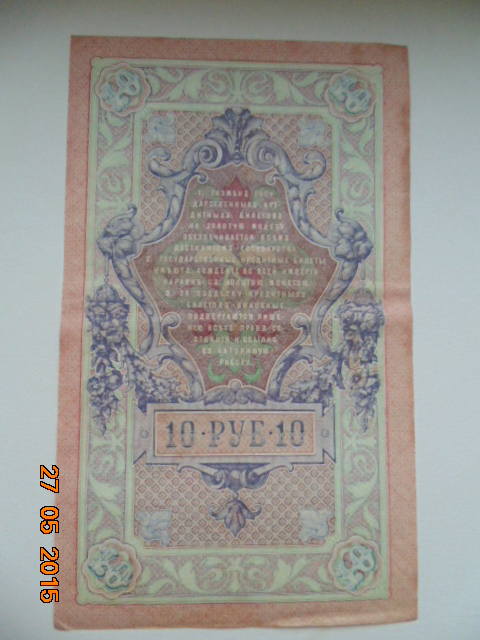 1. РАЗМѢНЪ ГОСУ-
ДАРСТВЕННЫХЪ КРЕ-
ДИТНЫХЪ БИЛЕТОВЪ
НА ЗОЛОТУЮ МОНЕТУ
ОБЕЗПЕЧИВАЕТСЯ ВСѢМЪ
ДОСТОЯНІЕМЪ ГОСУДАРСТВА.
2. ГОСУДАРСТВЕННЫЕ КРЕДИТНЫЕ БИЛЕТЫ
ИМѢЮТЪ ХОЖДЕНІЕ ВО ВСЕЙ ИМПЕРІИ
НАРАВНѢ СЪ ЗОЛОТОЮ МОНЕТОЮ.
3. ЗА ПОДДѢЛКУ КРЕДИТНЫХЪ
БИЛЕТОВЪ ВИНОВНЫЕ
ПОДВЕРГАЮТСЯ ЛИШЕ-
НІЮ ВСѢХЪ ПРАВЪ СО-
СТОЯНІЯ И ССЫЛКѢ
ВЪ КАТОРЖНУЮ
РАБОТУ.
10·РУБ·10
27 05 2015